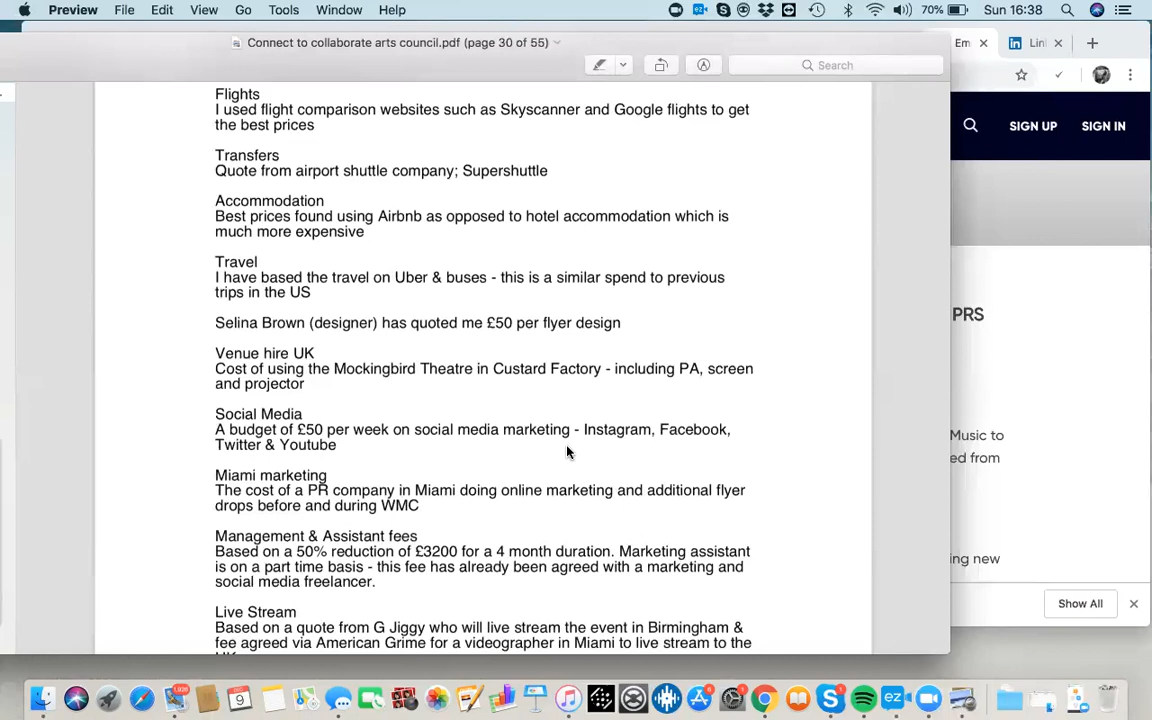 Preview File Edit View Go Tools Window Help 70% Sun 16:38
Connect to collaborate arts council.pdf (page 30 of 55)
Em
Lin
Search
SIGN UP SIGN IN
Flights
I used flight comparison websites such as Skyscanner and Google flights to get
the best prices
Transfers
Quote from airport shuttle company; Supershuttle
Accommodation
Best prices found using Airbnb as opposed to hotel accommodation which is
much more expensive
Travel
I have based the travel on Uber & buses - this is a similar spend to previous
trips in the US
Selina Brown (designer) has quoted me £50 per flyer design
Venue hire UK
Cost of using the Mockingbird Theatre in Custard Factory - including PA, screen
and projector
Social Media
A budget of £50 per week on social media marketing - Instagram, Facebook,
Twitter & Youtube
Miami marketing
The cost of a PR company in Miami doing online marketing and additional flyer
drops before and during WMC
Management & Assistant fees
Based on a 50% reduction of £3200 for a 4 month duration. Marketing assistant
is on a part time basis - this fee has already been agreed with a marketing and
social media freelancer.
Live Stream
Based on a quote from G Jiggy who will live stream the event in Birmingham &
fee agreed via American Grime for a videographer in Miami to live stream to the
PRS
Music to
ed from
ing new
Show All
9